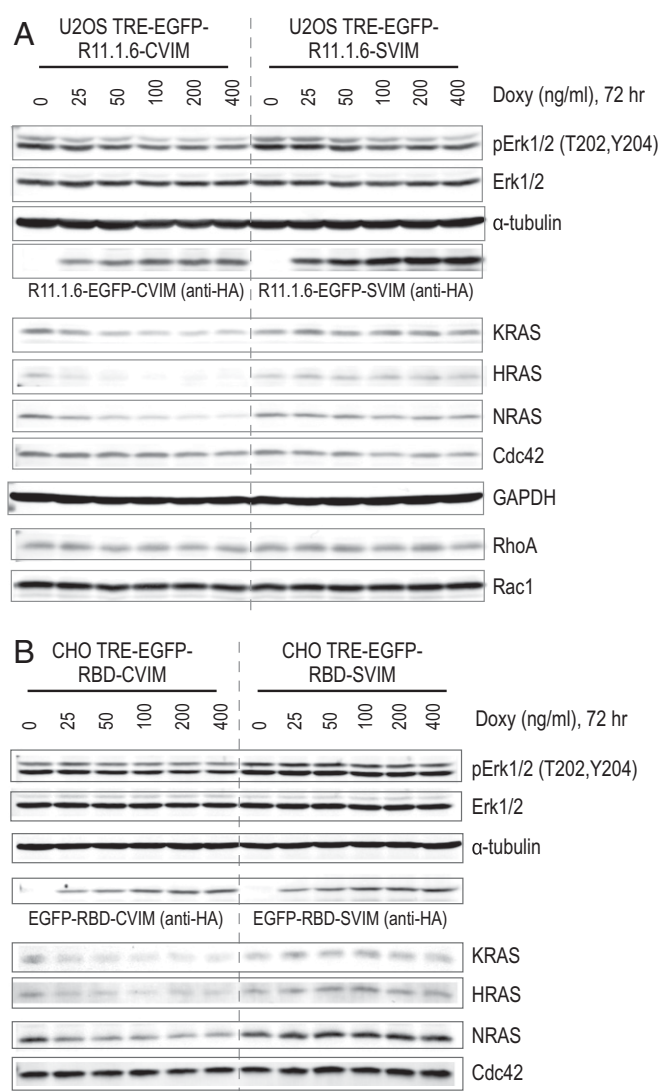 A
U2OS TRE-EGFP-
R11.1.6-CVIM
U2OS TRE-EGFP-
R11.1.6-SVIM
0 25 50 100 200 400 0 25 50 100 200 400 Doxy (ng/ml), 72 hr
pErk1/2 (T202,Y204)
Erk1/2
α-tubulin
R11.1.6-EGFP-CVIM (anti-HA) R11.1.6-EGFP-SVIM (anti-HA)
KRAS
HRAS
NRAS
Cdc42
GAPDH
RhoA
Rac1
B
CHO TRE-EGFP-
RBD-CVIM
CHO TRE-EGFP-
RBD-SVIM
0 25 50 100 200 400 0 25 50 100 200 400 Doxy (ng/ml), 72 hr
pErk1/2 (T202,Y204)
Erk1/2
α-tubulin
EGFP-RBD-CVIM (anti-HA) EGFP-RBD-SVIM (anti-HA)
KRAS
HRAS
NRAS
Cdc42